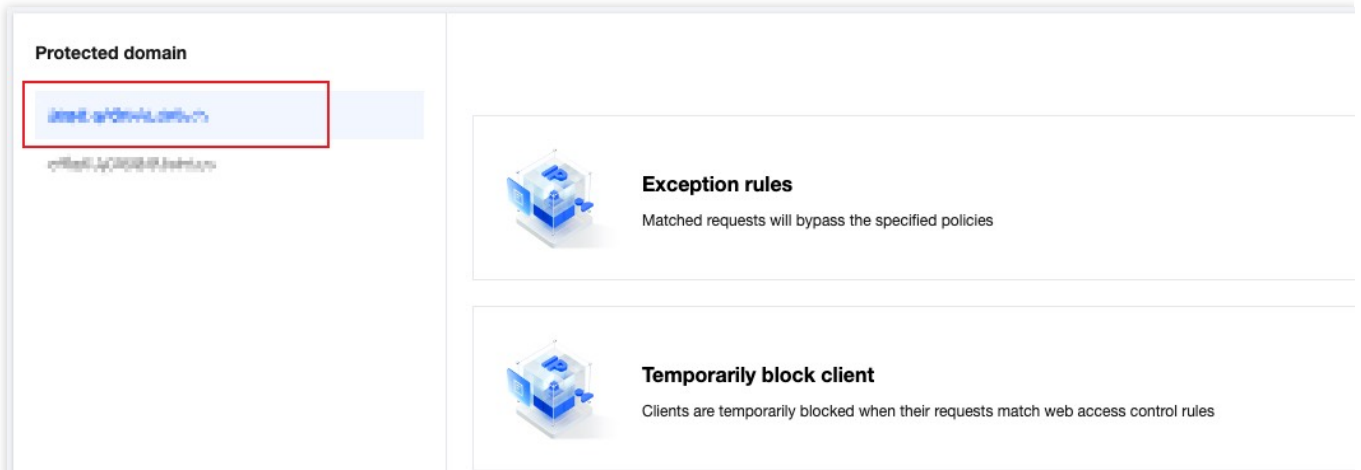 Protected domain
Exception rules
Matched requests will bypass the specified policies
Temporarily block client
Clients are temporarily blocked when their requests match web access control rules